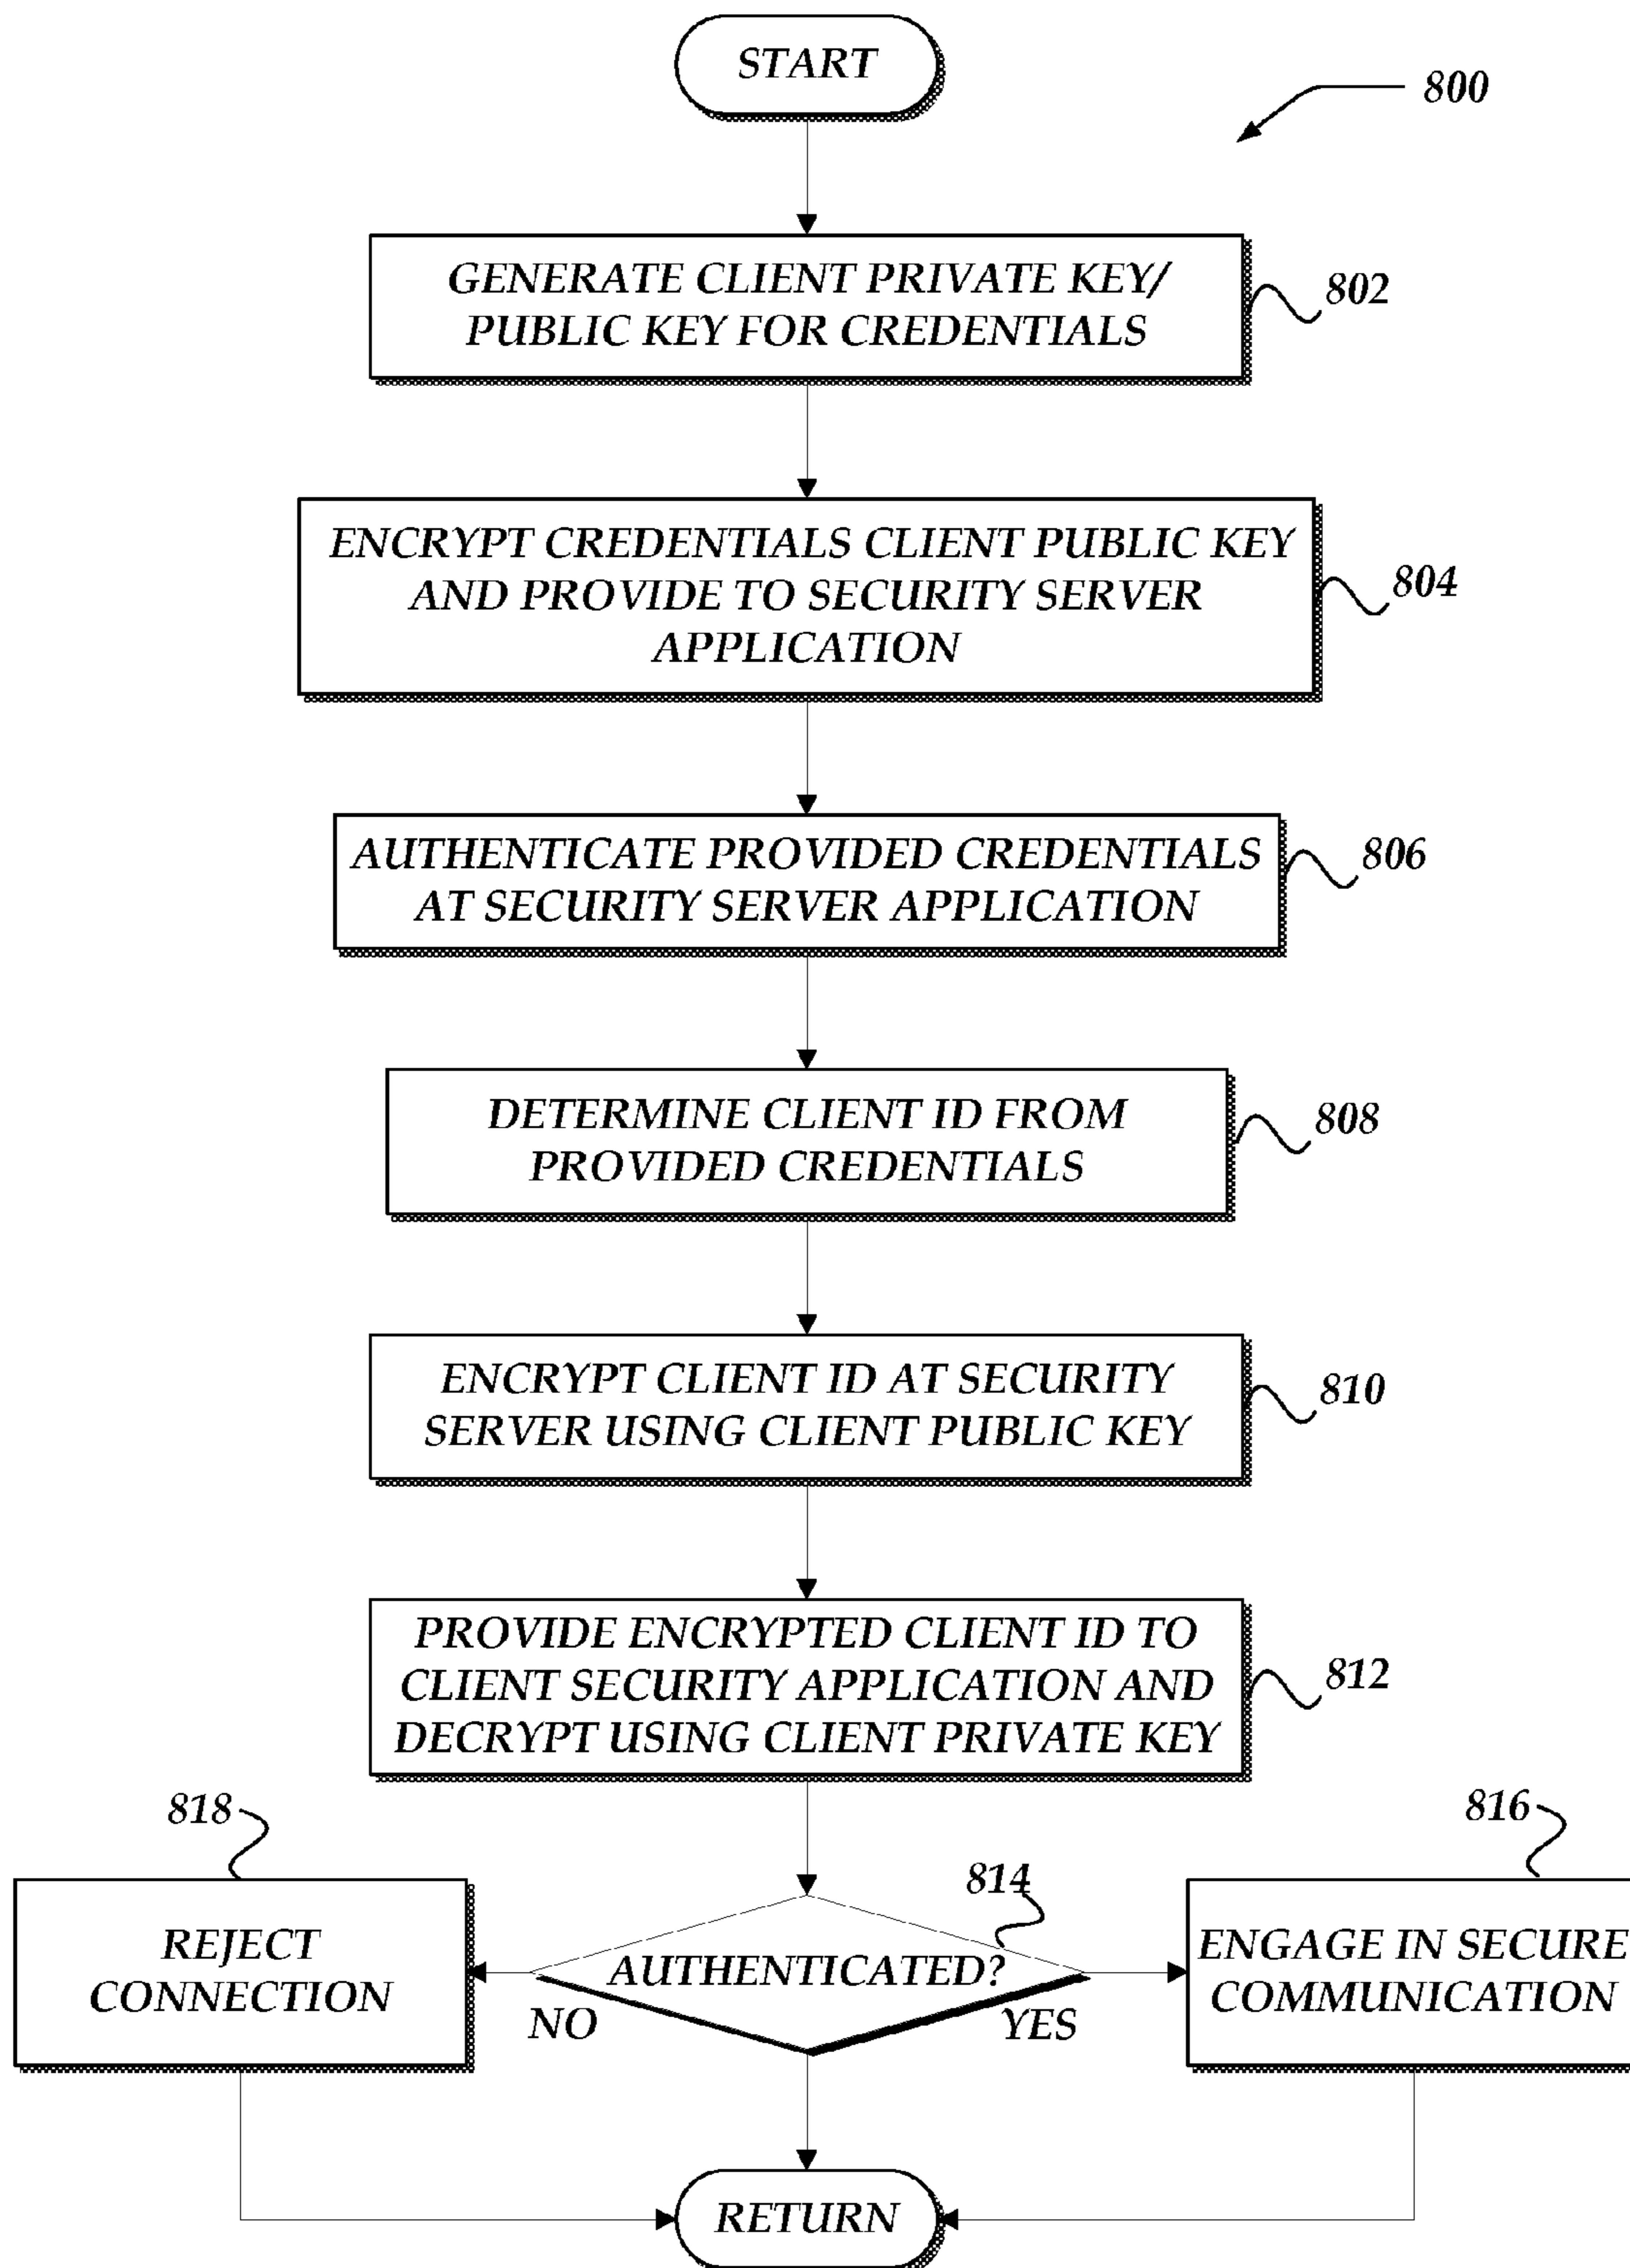 START
800
GENERATE CLIENT PRIVATE KEY/
PUBLIC KEY FOR CREDENTIALS
802
ENCRYPT CREDENTIALS CLIENT PUBLIC KEY
AND PROVIDE TO SECURITY SERVER
APPLICATION
804
AUTHENTICATE PROVIDED CREDENTIALS
AT SECURITY SERVER APPLICATION
806
DETERMINE CLIENT ID FROM
PROVIDED CREDENTIALS
808
ENCRYPT CLIENT ID AT SECURITY
SERVER USING CLIENT PUBLIC KEY
810
PROVIDE ENCRYPTED CLIENT ID TO
CLIENT SECURITY APPLICATION AND
DECRYPT USING CLIENT PRIVATE KEY
812
818
REJECT
CONNECTION
814
AUTHENTICATED?
NO
YES
816
ENGAGE IN SECURE
COMMUNICATION
RETURN